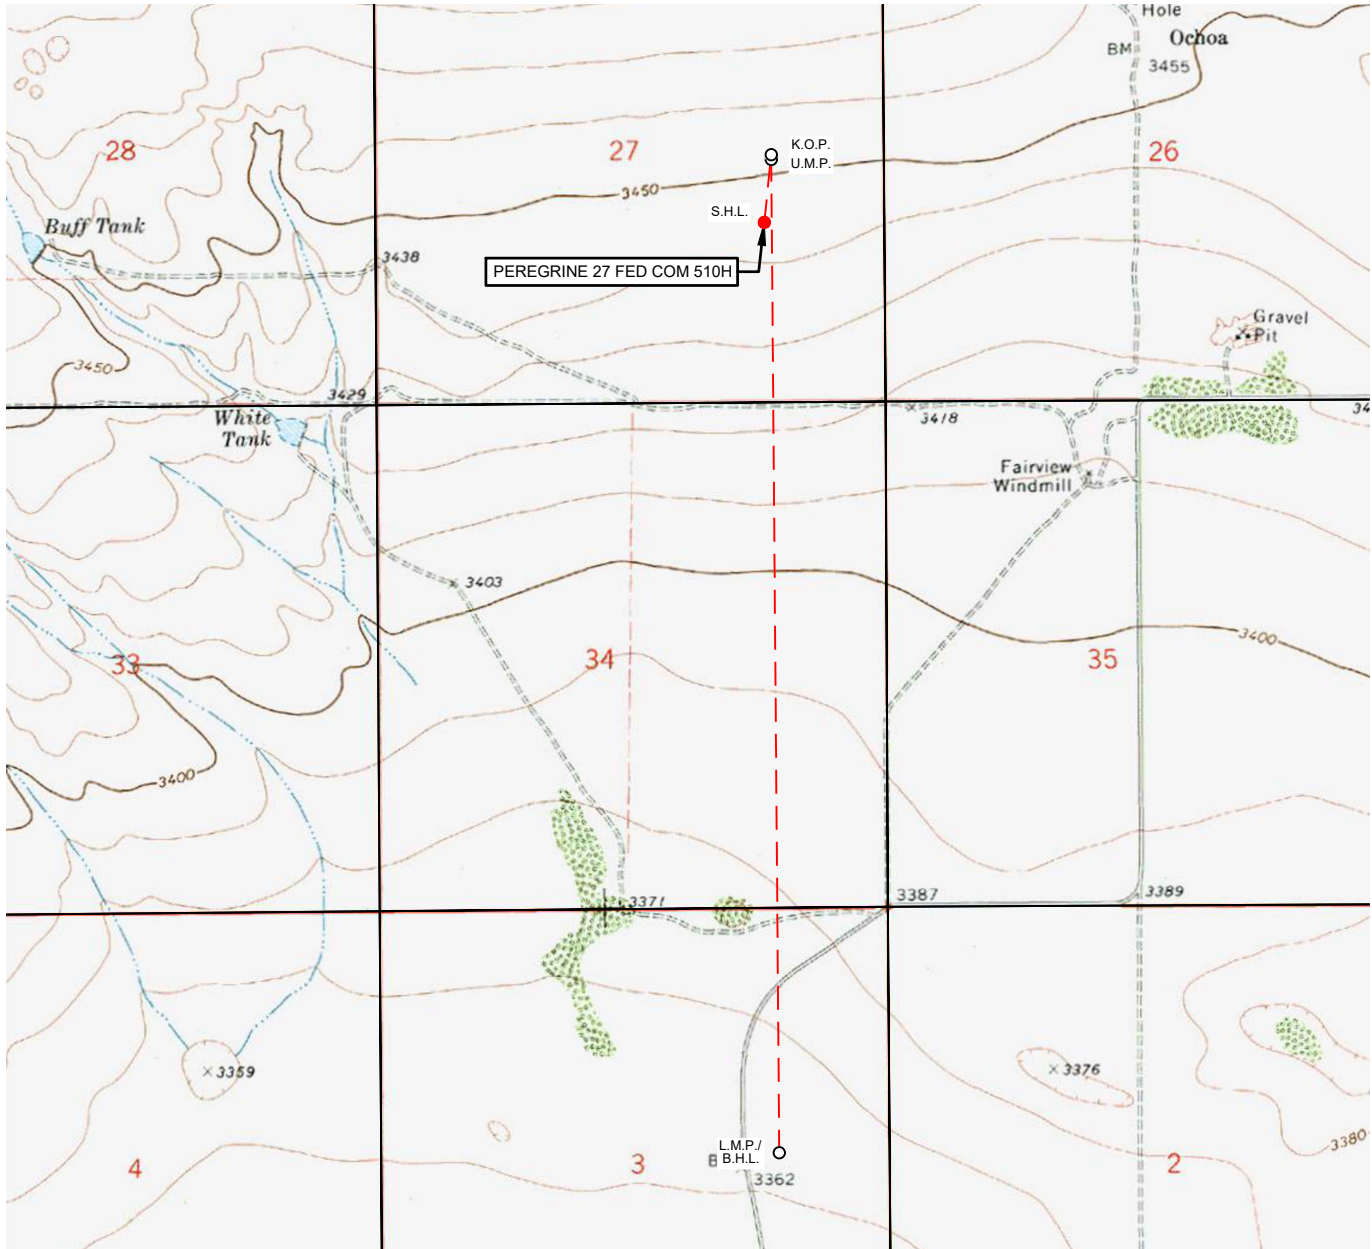 Hole
Ochoa
BM
3455
28
27
26
K.O.P.
U.M.P.
3450
S.H.L.
Buff Tank
3438
PEREGRINE 27 FED COM 510H
Gravel
Pit
3450
3429
White
Tank
3418
34
Fairview
Windmill
3403
3400
33
34
35
3400
3371
3387
3389
3359
3376
3380
L.M.P./
B.H.L.
B
3362
4
3
2